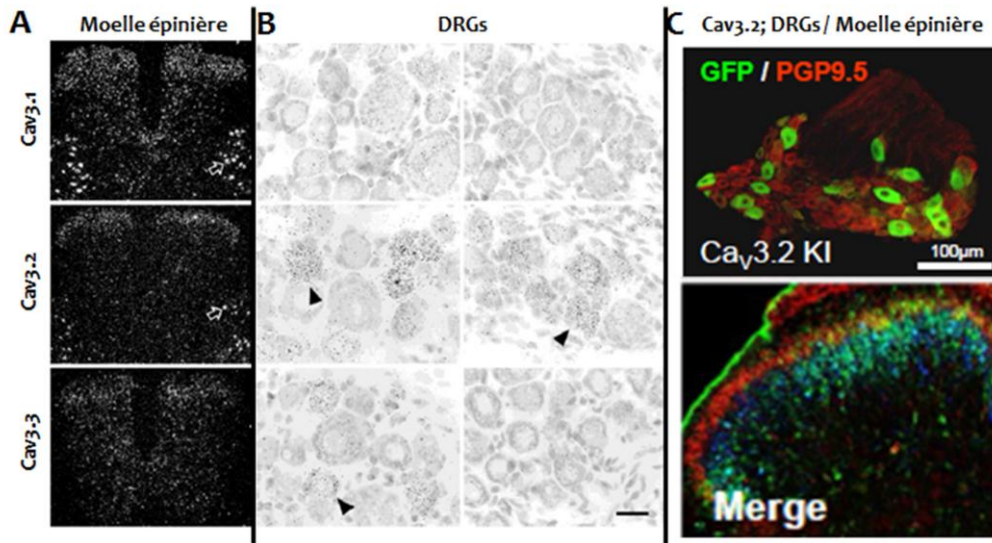 A
Moelle épinière
B
DRGs
C
Cav3.2; DRGs / Moelle épinière
Cav3.1
Cav3.2
Cav3.3
GFP / PGP9.5
CaV3.2 KI
100µm
Merge